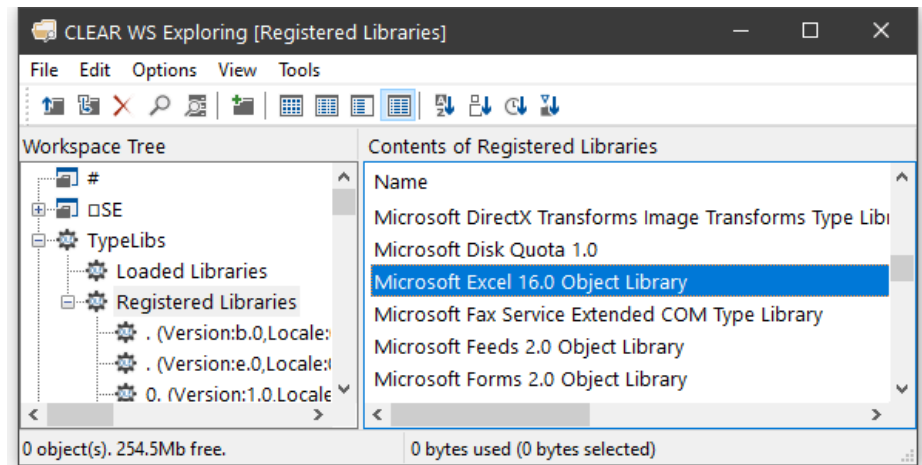 CLEAR WS Exploring [Registered Libraries]
File Edit Options View Tools
Workspace Tree
Contents of Registered Libraries
#
□SE
TypeLibs
Loaded Libraries
Registered Libraries
. (Version:b.0,Locale:
. (Version:e.0,Locale:
0. (Version:1.0,Locale
Name
Microsoft DirectX Transforms Image Transforms Type Libr
Microsoft Disk Quota 1.0
Microsoft Excel 16.0 Object Library
Microsoft Fax Service Extended COM Type Library
Microsoft Feeds 2.0 Object Library
Microsoft Forms 2.0 Object Library
0 object(s). 254.5Mb free.
0 bytes used (0 bytes selected)